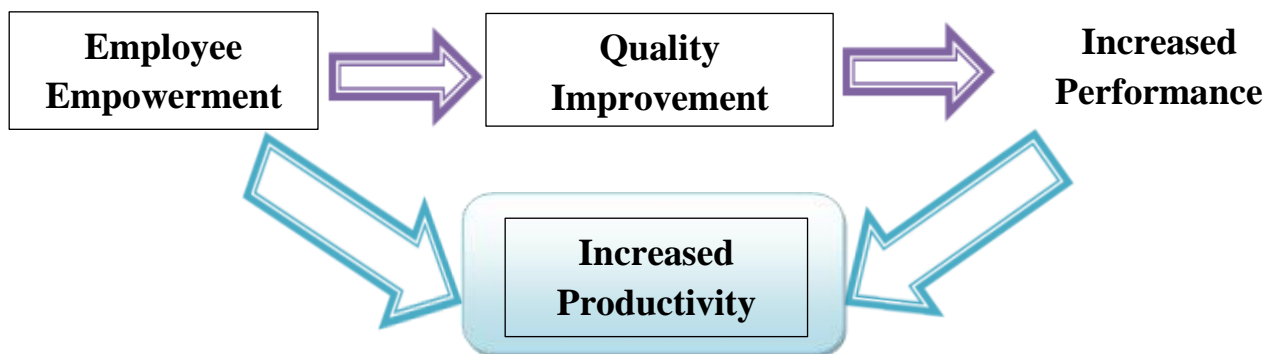 Employee
Empowerment
Quality
Improvement
Increased
Performance
Increased
Productivity